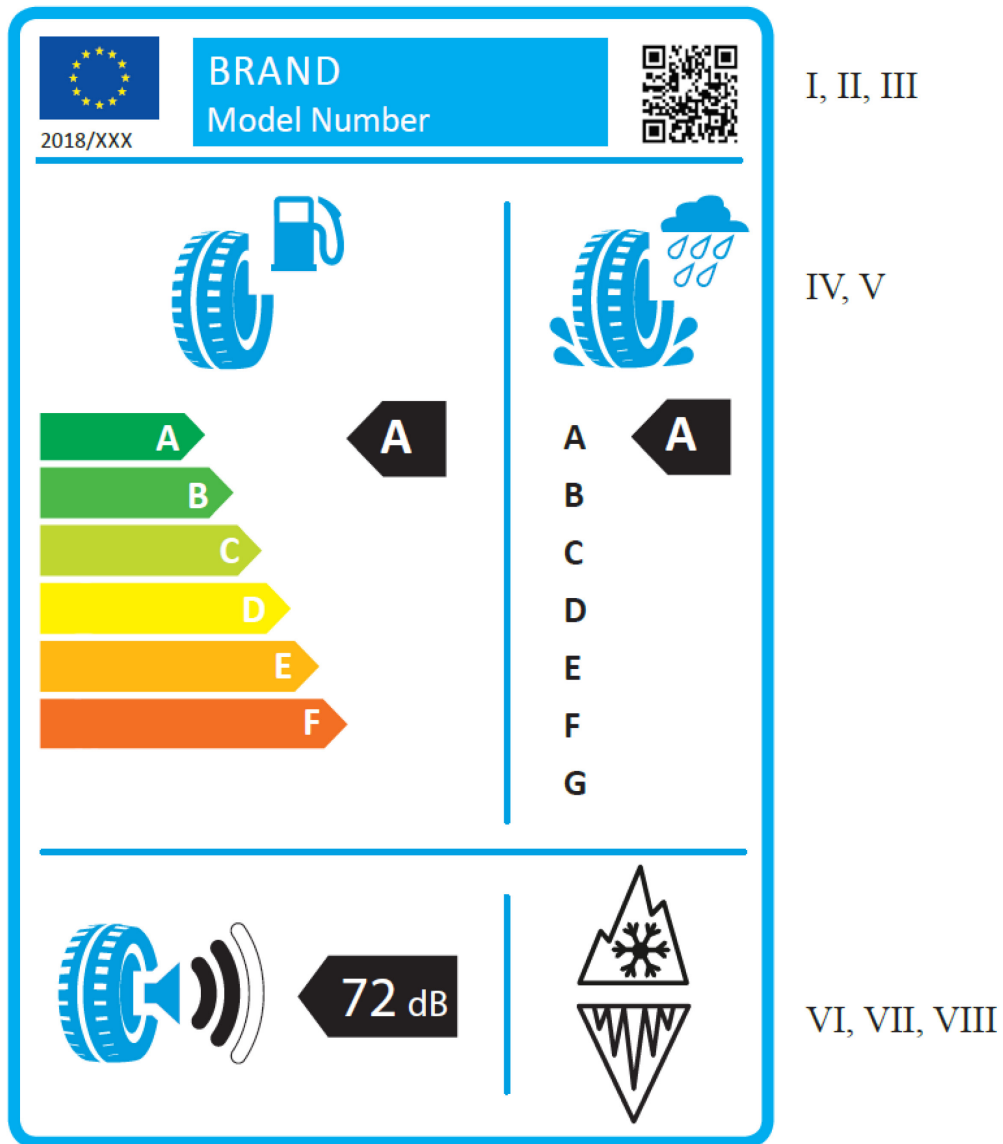 BRAND
Model Number
2018/XXX
I, II, III
IV, V
A A A A
B B
C C
D D
E E
F F
G
72 dB
VI, VII, VIII